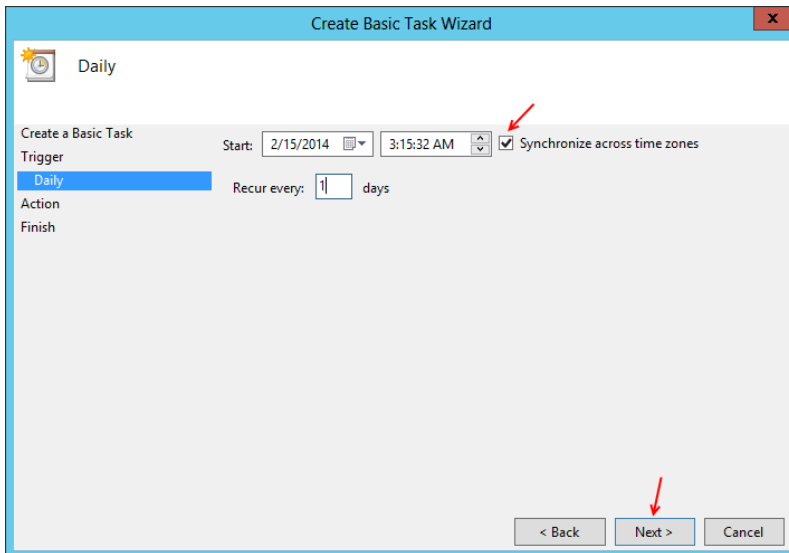 Create Basic Task Wizard
x
Daily
Create a Basic Task
Trigger
Daily
Action
Finish
Start: 2/15/2014 3:15:32 AM Synchronize across time zones
Recur every: 1 days
< Back Next > Cancel